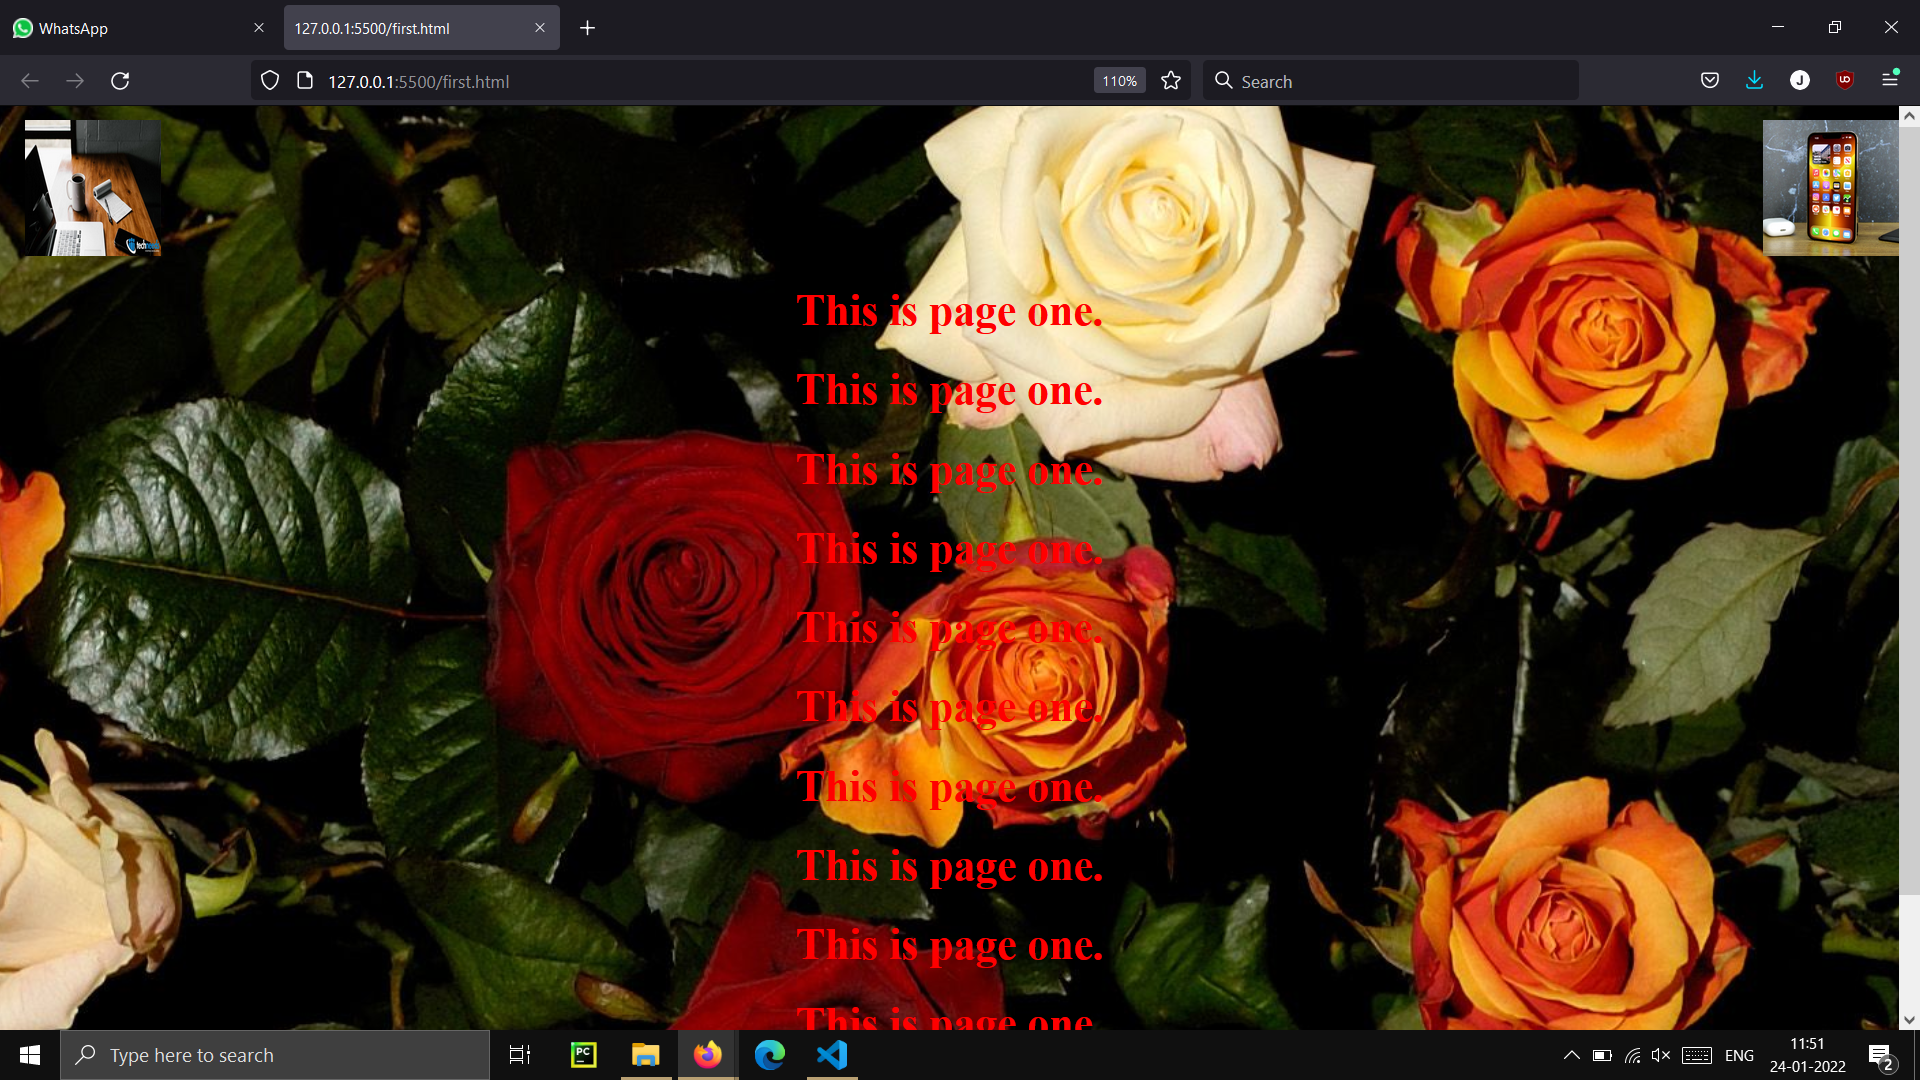 WhatsApp
127.0.0.1:5500/first.html
127.0.0.1:5500/first.html
110%
Search
J
This is page one.
This is page one.
This is page one.
This is page one.
This is page one.
This is page one.
This is page one.
This is page one.
This is page one.
This is page one.
Type here to search
PC
ENG
11:51
24-01-2022
2